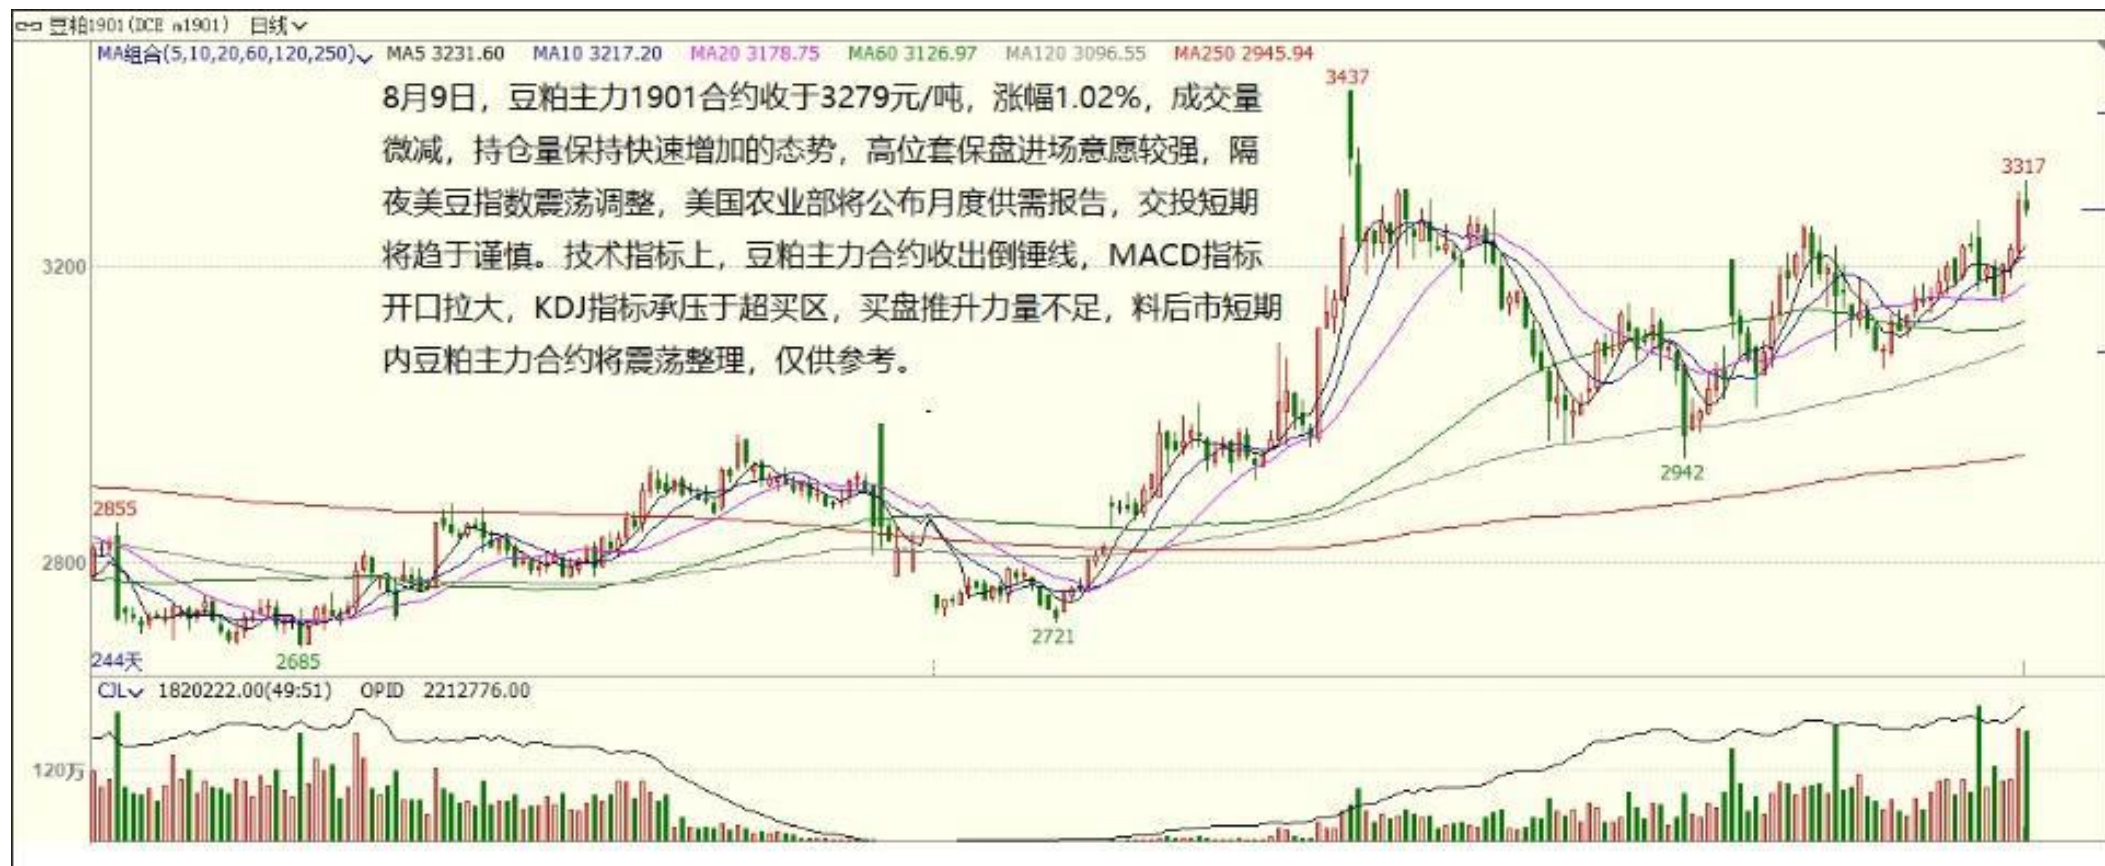 豆粕1901(DCE m1901) 日线
MA组合(5,10,20,60,120,250) MA5 3231.60 MA10 3217.20 MA20 3178.75 MA60 3126.97 MA120 3096.55 MA250 2945.94
3437
8月9日，豆粕主力1901合约收于3279元/吨，涨幅1.02%，成交量
微减，持仓量保持快速增加的态势，高位套保盘进场意愿较强，隔
夜美豆指数震荡调整，美国农业部将公布月度供需报告，交投短期
将趋于谨慎。技术指标上，豆粕主力合约收出倒锤线，MACD指标
开口拉大，KDJ指标承压于超买区，买盘推升力量不足，料后市短期
内豆粕主力合约将震荡整理，仅供参考。
3317
3200
2942
2855
2800
2721
244天
2685
CJL 1820222.00(49:51) OPID 2212776.00
120万